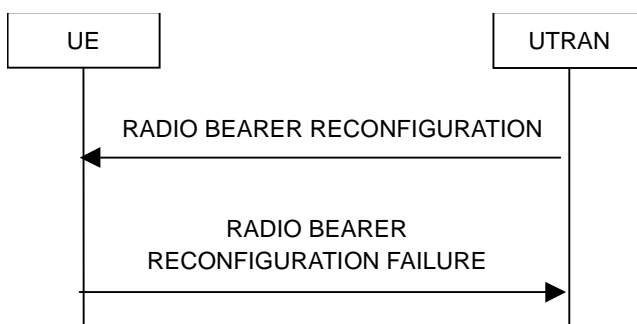 UE
UTRAN
RADIO BEARER RECONFIGURATION
RADIO BEARER
RECONFIGURATION FAILURE